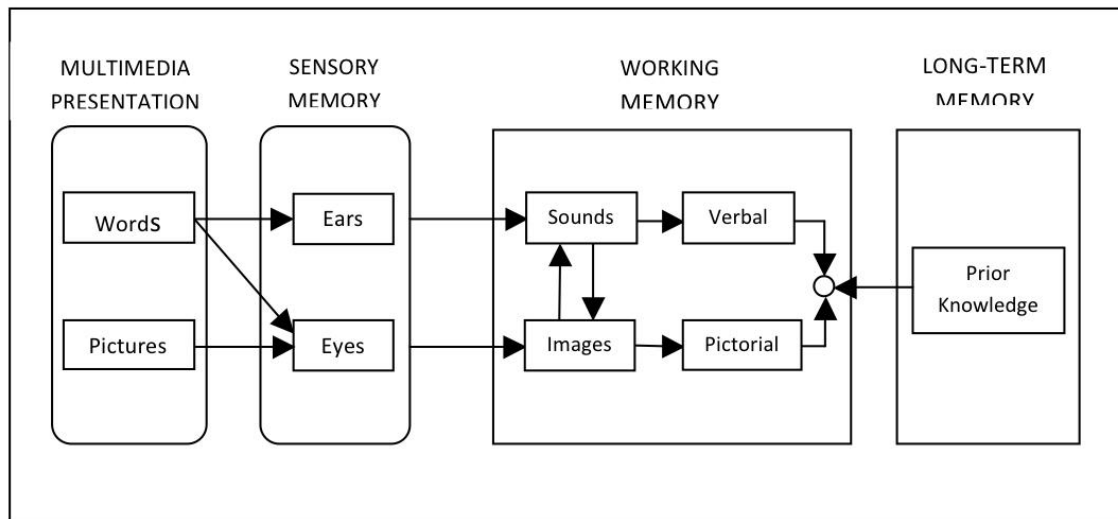 MULTIMEDIA
PRESENTATION
SENSORY
MEMORY
WORKING
MEMORY
LONG-TERM
MEMORY
Words
Ears
Sounds
Verbal
Prior
Knowledge
Pictures
Eyes
Images
Pictorial